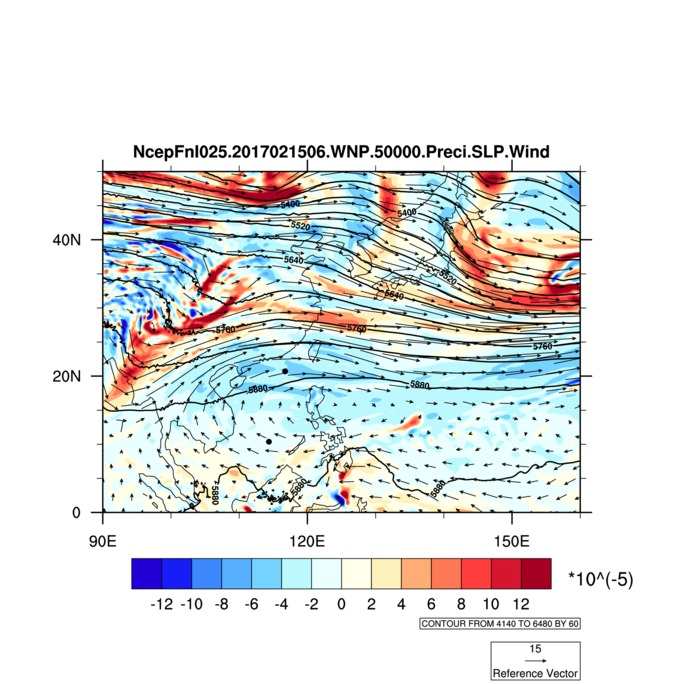 NcepFnl025.2017021506.WNP.50000.Preci.SLP.Wind
5400
5400
5520
40N
5640
5520
5640
5760
5760
5760
20N
5880
5880
5880
5880
5880
0
90E 120E 150E
-12 -10 -8 -6 -4 -2 0 2 4 6 8 10 12
*10^(-5)
CONTOUR FROM 4140 TO 6480 BY 60
15
Reference Vector